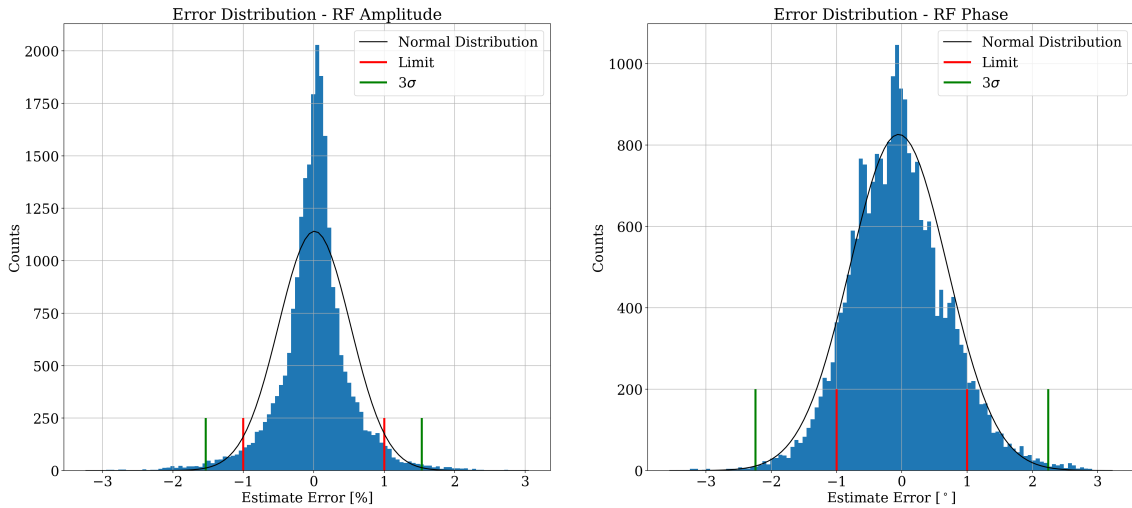 Error Distribution - RF Amplitude
Normal Distribution
Limit
3σ
2000
1750
1500
1250
1000
750
500
250
0
Counts
−3
−2
−1
0
1
2
3
Estimate Error [%]
Error Distribution - RF Phase
Normal Distribution
Limit
3σ
1000
800
600
400
200
0
Counts
−3
−2
−1
0
1
2
3
Estimate Error [°]